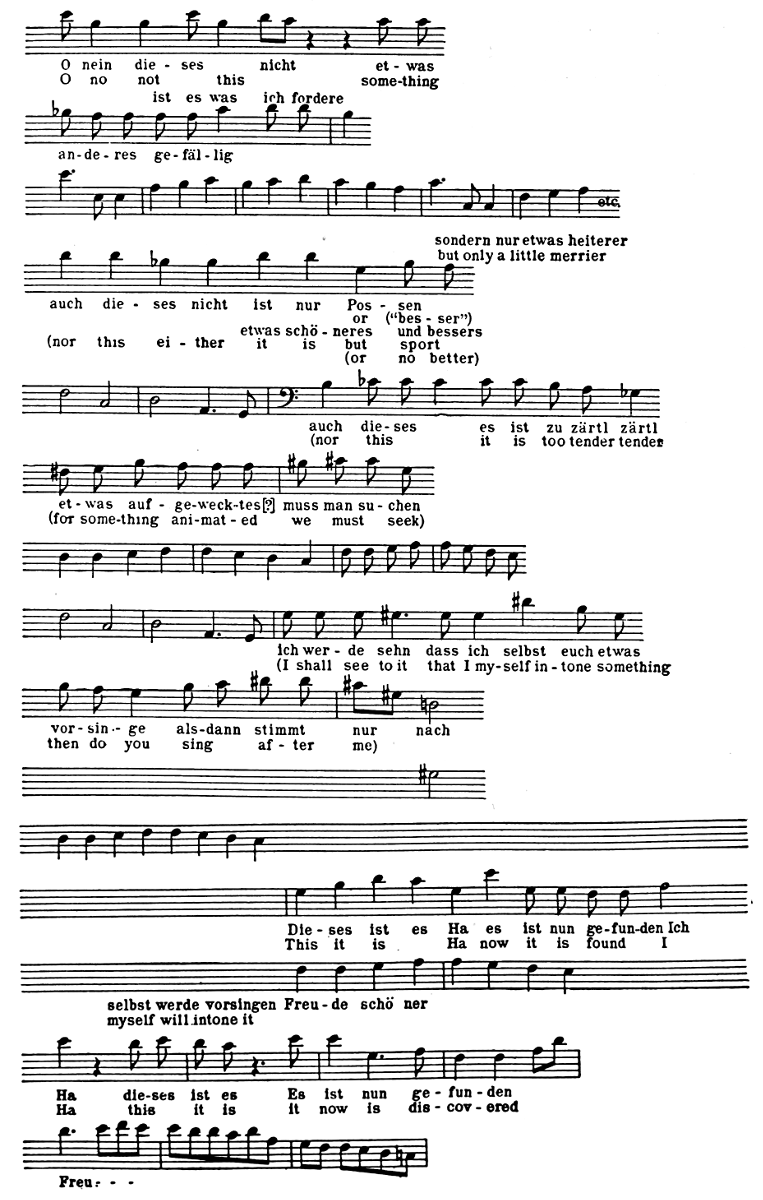 O nein die - ses nicht et - was
O no not this some-thing
ist es was ich fordere
an-de-res ge-fäl-lig
etc.
sondern nur etwas heiterer
but only a little merrier
auch die - ses nicht ist nur Pos - sen
or ("bes - ser")
etwas schö-neres und bessers
(nor this ei - ther it is but sport
(or no better)
auch die-ses es ist zu zärtl zärtl
(nor this it is too tender tender
et-was auf - ge-weck-tes[?] muss man su-chen
(for some-thing ani-mat-ed we must seek)
ich wer - de sehn dass ich selbst euch etwas
(I shall see to it that I my-self in-tone something
vor-sin-ge als-dann stimmt nur nach
then do you sing af-ter me)
Die-ses ist es Ha es ist nun ge-fun-den Ich
This it is Ha now it is found I
selbst werde vorsingen Freu-de schö ner
myself will intone it
Ha die-ses ist es Es ist nun ge-fun-den
Ha this it is it now is dis-cov-ered
Freu - - -